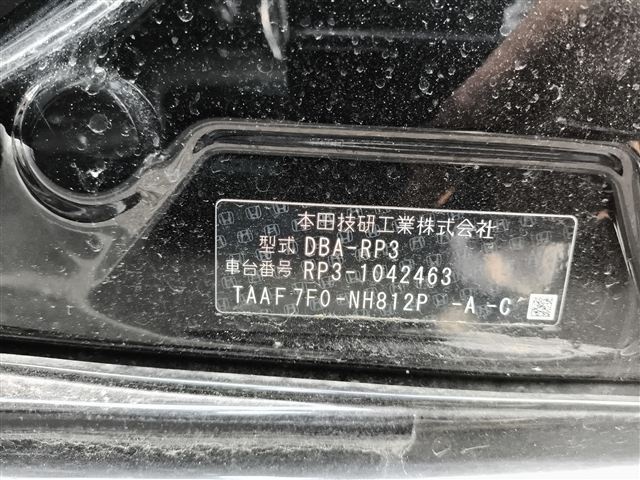 本田技研工業株式会社
型式 DBA-RP3
車台番号 RP3-1042463
TAAF 7F0-NH812P -A -C